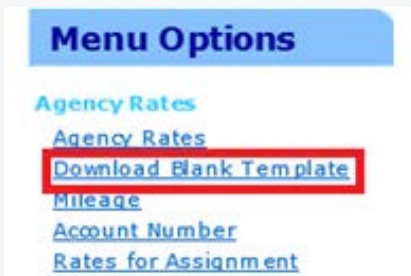 Menu Options
Agency Rates
Agency Rates
Download Blank Template
Mileage
Account Number
Rates for Assignment